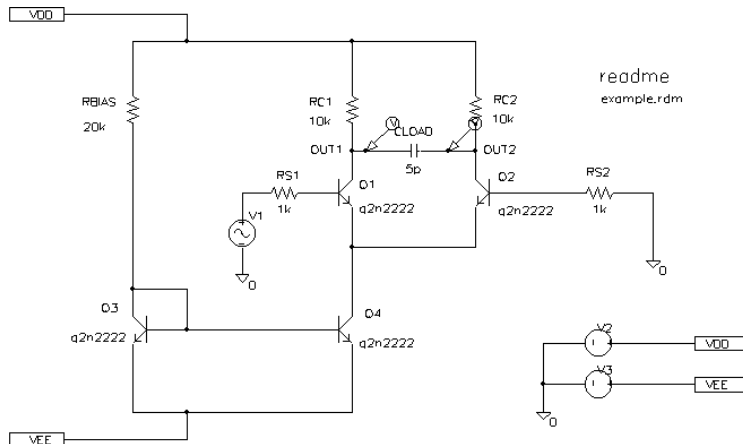 VDD
RBIAS
20k
RC1
10k
RC2
10k
readme
example.rdm
V
CLOAD
V
OUT1
5p
OUT2
RS1
1k
Q1
q2n2222
Q2
q2n2222
RS2
1k
V1
0
0
Q3
q2n2222
Q4
q2n2222
V2
VDD
V3
VEE
0
VEE